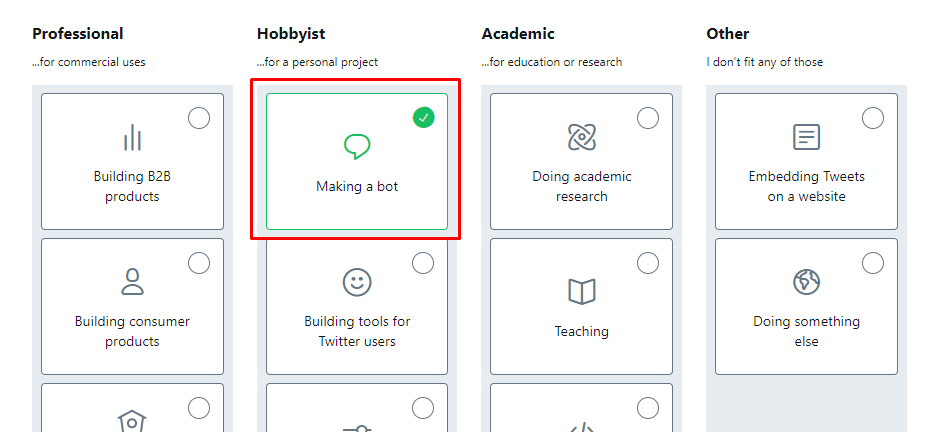 Professional
...for commercial uses
Building B2B
products
Building consumer
products
Hobbyist
...for a personal project
Making a bot
Building tools for
Twitter users
Academic
...for education or research
Doing academic
research
Teaching
Other
I don't fit any of those
Embedding Tweets
on a website
Doing something
else